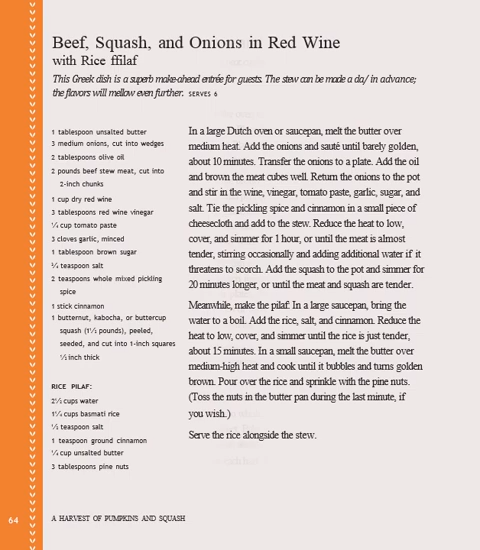 Beef, Squash, and Onions in Red Wine
with Rice ffilaf
This Greek dish is a superb make-ahead entrée for guests. The stew can be made a da/ in advance;
the flavors will mellow even further. SERVES 6
1 tablespoon unsalted butter
3 medium onions, cut into wedges
2 tablespoons olive oil
2 pounds beef stew meat, cut into
2-inch chunks
1 cup dry red wine
3 tablespoons red wine vinegar
¼ cup tomato paste
3 cloves garlic, minced
1 tablespoon brown sugar
¾ teaspoon salt
2 teaspoons whole mixed pickling
spice
1 stick cinnamon
1 butternut, kabocha, or buttercup
squash (1½ pounds), peeled,
seeded, and cut into 1-inch squares
½ inch thick
RICE PILAF:
2½ cups water
1¼ cups basmati rice
½ teaspoon salt
1 teaspoon ground cinnamon
¼ cup unsalted butter
3 tablespoons pine nuts
In a large Dutch oven or saucepan, melt the butter over
medium heat. Add the onions and sauté until barely golden,
about 10 minutes. Transfer the onions to a plate. Add the oil
and brown the meat cubes well. Return the onions to the pot
and stir in the wine, vinegar, tomato paste, garlic, sugar, and
salt. Tie the pickling spice and cinnamon in a small piece of
cheesecloth and add to the stew. Reduce the heat to low,
cover, and simmer for 1 hour, or until the meat is almost
tender, stirring occasionally and adding additional water if it
threatens to scorch. Add the squash to the pot and simmer for
20 minutes longer, or until the meat and squash are tender.
Meanwhile, make the pilaf: In a large saucepan, bring the
water to a boil. Add the rice, salt, and cinnamon. Reduce the
heat to low, cover, and simmer until the rice is just tender,
about 15 minutes. In a small saucepan, melt the butter over
medium-high heat and cook until it bubbles and turns golden
brown. Pour over the rice and sprinkle with the pine nuts.
(Toss the nuts in the butter pan during the last minute, if
you wish.)
Serve the rice alongside the stew.
64
A HARVEST OF PUMPKINS AND SQUASH